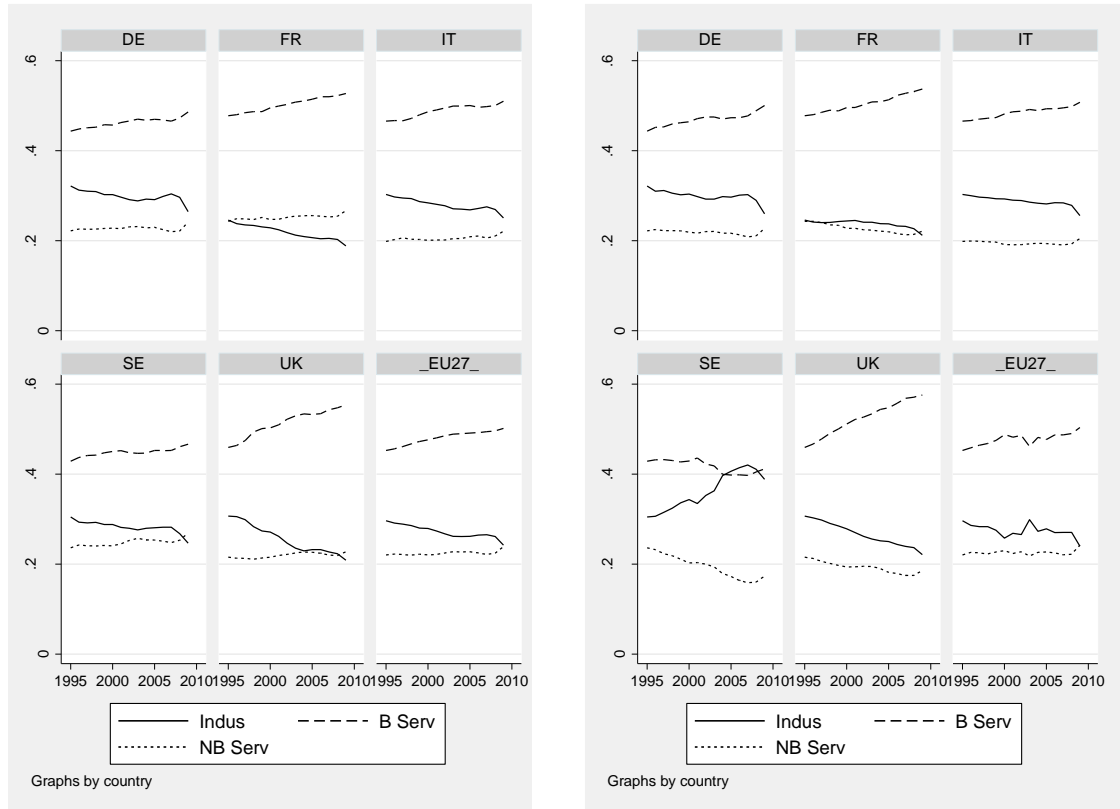 DE FR IT
.6
.4
.2
0
SE UK _EU27_
.6
.4
.2
0
1995 2000 2005 2010 1995 2000 2005 2010 1995 2000 2005 2010
Indus B Serv
NB Serv
Graphs by country
DE FR IT
.6
.4
.2
0
SE UK _EU27_
.6
.4
.2
0
1995 2000 2005 2010 1995 2000 2005 2010 1995 2000 2005 2010
Indus B Serv
NB Serv
Graphs by country